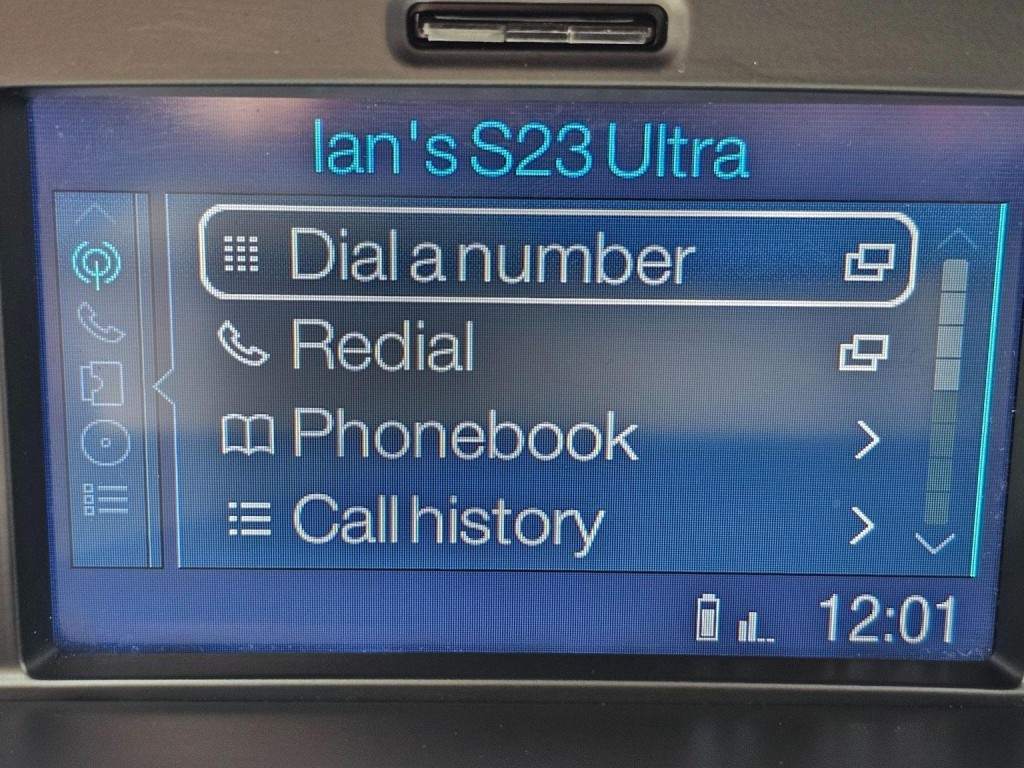 Ian's S23 Ultra
Dial a number
Redial
Phonebook
Call history
12:01